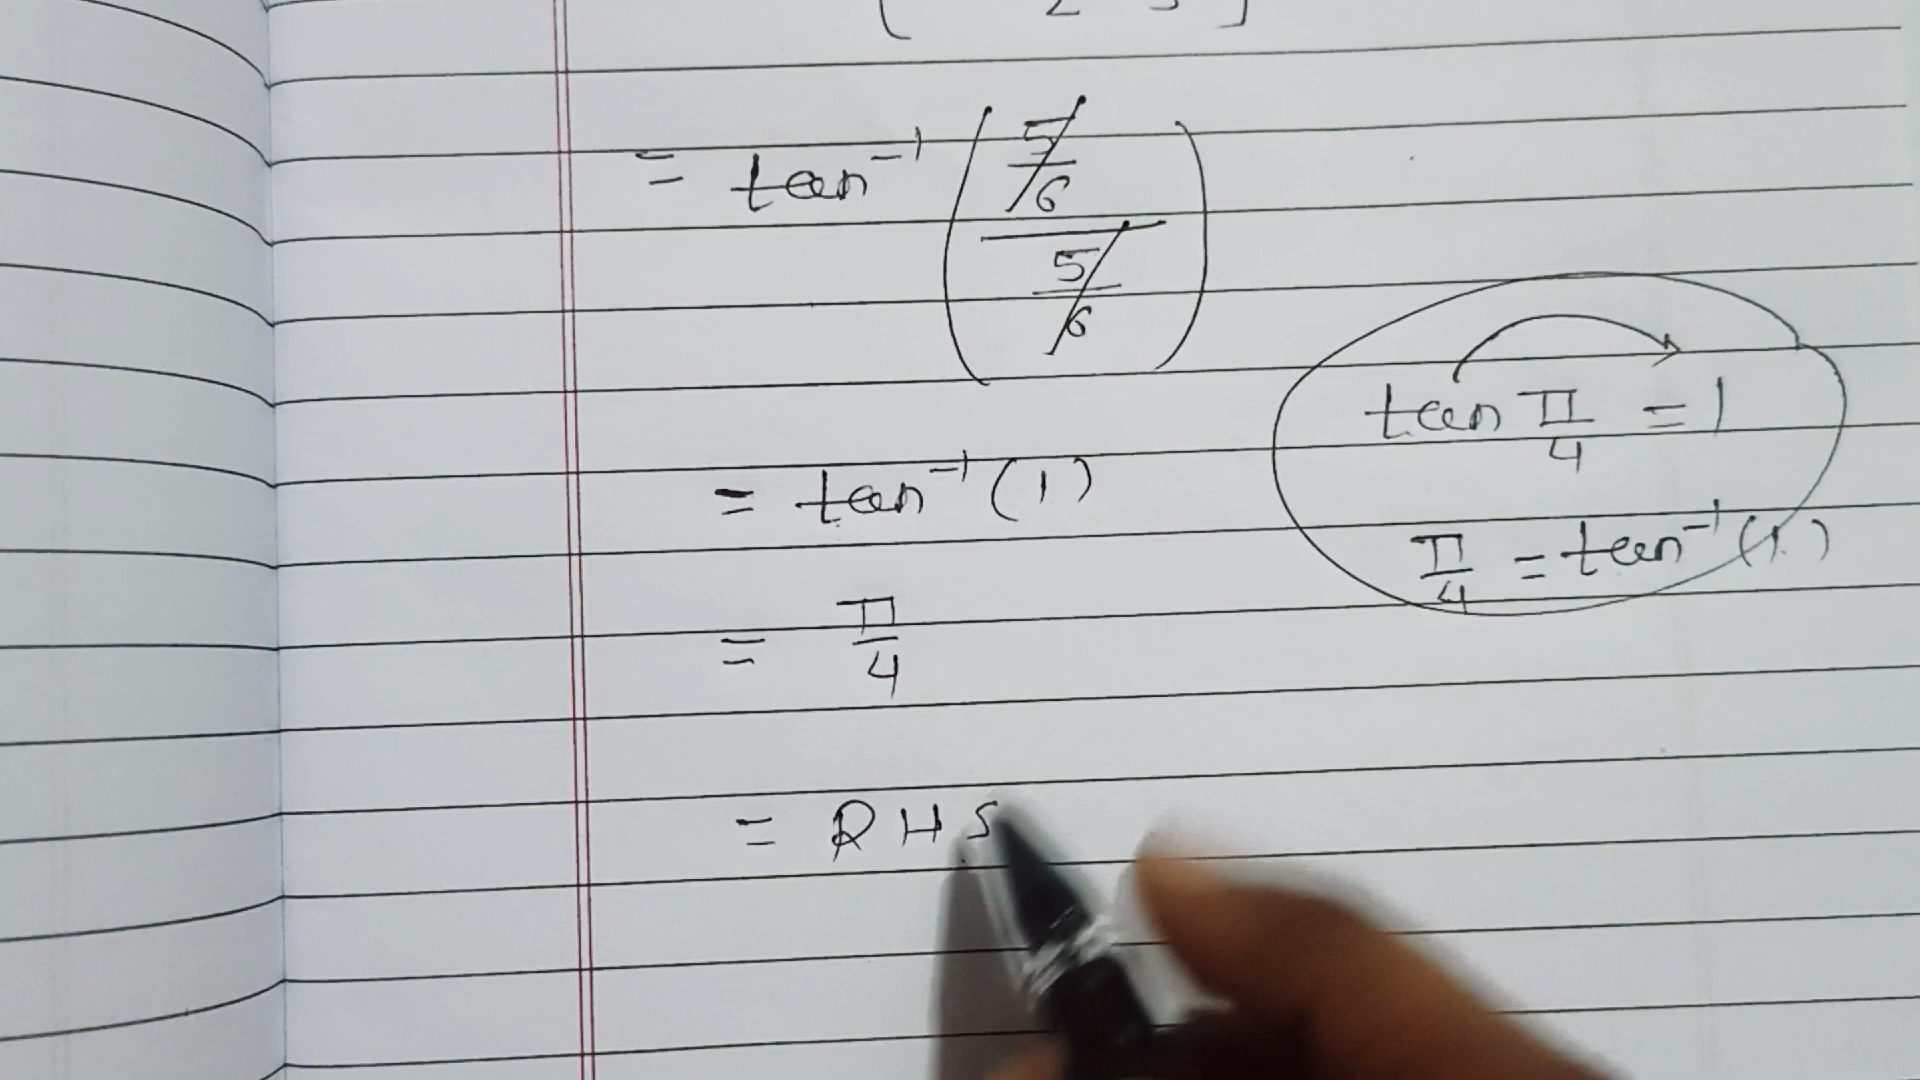 = tan⁻¹ ( (5/6) / (5/6) )
tan π/4 = 1
= tan⁻¹ (1)
π/4 = tan⁻¹ (1)
= π/4
= RHS